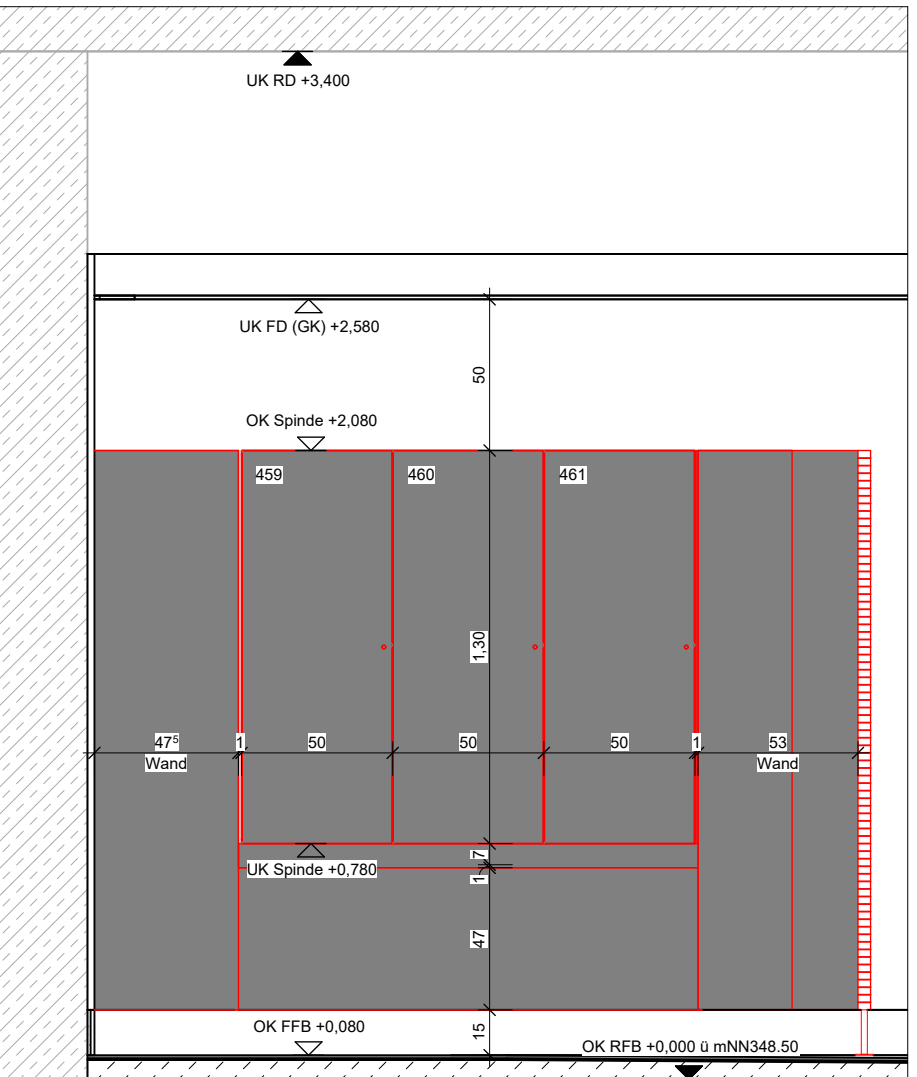 UK RD +3,400
UK FD (GK) +2,580
50
OK Spinde +2,080
459
460
461
1,30
47⁵
1
50
50
50
1
53
Wand
Wand
7
UK Spinde +0,780
1
47
OK FFB +0,080
15
OK RFB +0,000 ü mNN348.50